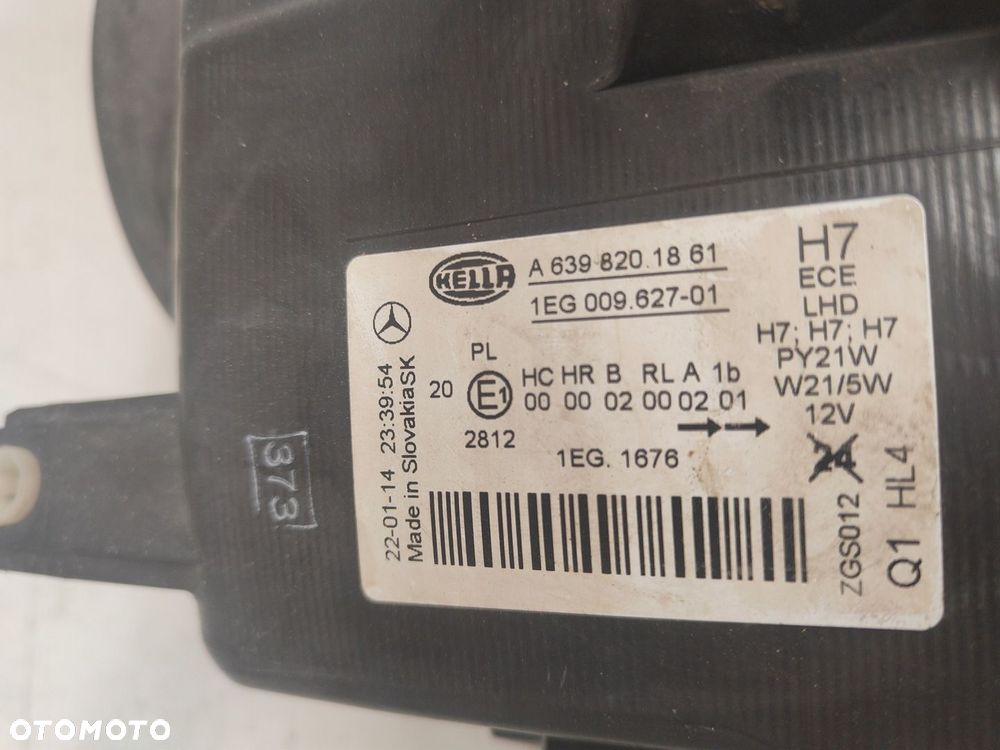 HELLA
A 639 820.18 61
1EG 009.627-01
H7
ECE
LHD
H7; H7; H7
PY21W
W21/5W
12V
PL
20
E1
2812
HC HR B RL A 1b
00 00 02 00 02 01
1EG. 1676
22-01-14 23:39:54
Made in SlovakiaSK
ZGS012
Q1 HL4
373
OTOMOTO